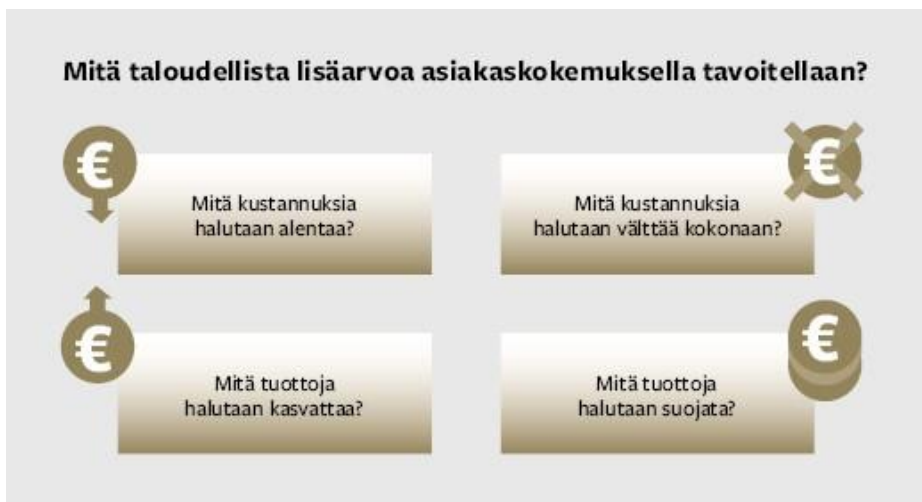 Mitä taloudellista lisäarvoa asiakaskokemuksella tavoitellaan?
€
Mitä kustannuksia
halutaan alentaa?
€
Mitä kustannuksia
halutaan välttää kokonaan?
€
Mitä tuottoja
halutaan kasvattaa?
€
Mitä tuottoja
halutaan suojata?